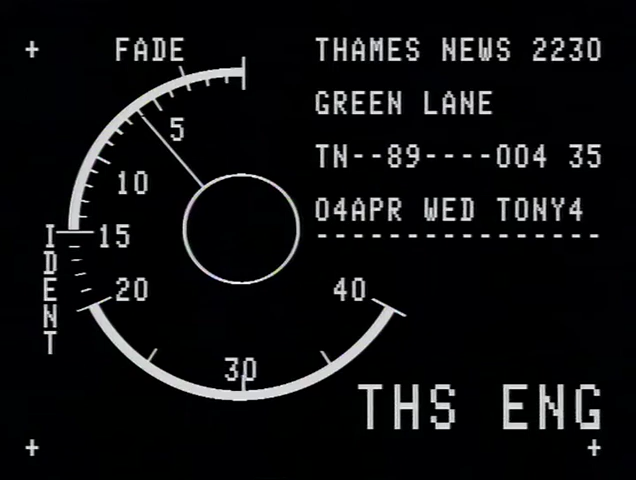 FADE
THAMES NEWS 2230
GREEN LANE
TN--89----004 35
04APR WED TONY4
----------------
5
10
15
20
30
40
IDENT
THS ENG